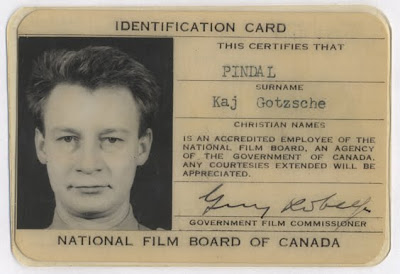 IDENTIFICATION CARD
THIS CERTIFIES THAT
PINDAL
SURNAME
Kaj Gotzsche
CHRISTIAN NAMES
IS AN ACCREDITED EMPLOYEE OF THE
NATIONAL FILM BOARD, AN AGENCY
OF THE GOVERNMENT OF CANADA.
ANY COURTESIES EXTENDED WILL BE
APPRECIATED.
GOVERNMENT FILM COMMISSIONER
NATIONAL FILM BOARD OF CANADA